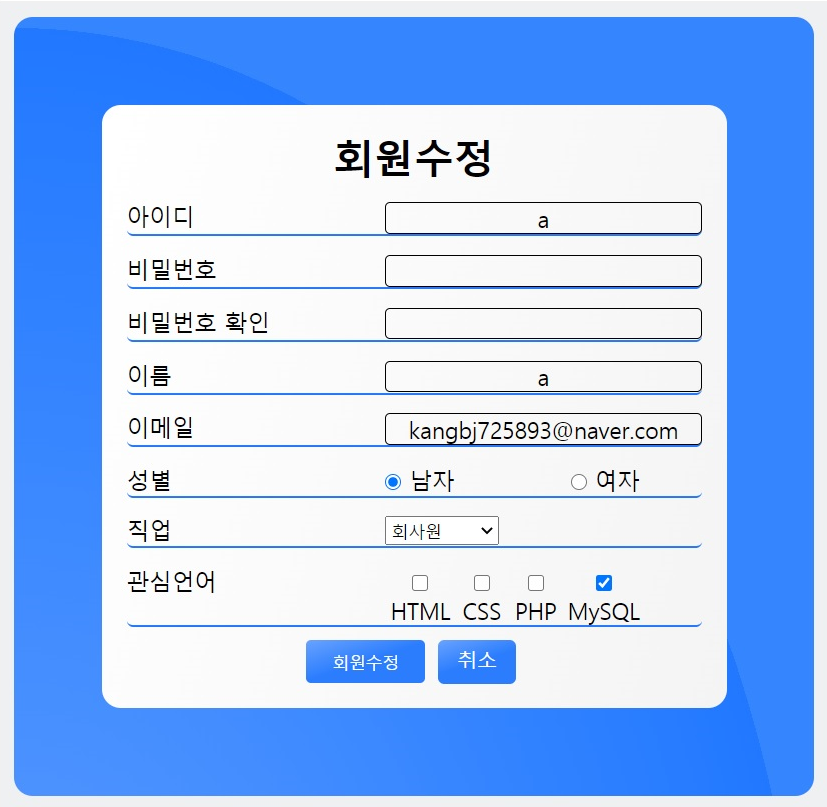 회원수정
아이디 a
비밀번호
비밀번호 확인
이름 a
이메일 kangbj725893@naver.com
성별 남자 여자
직업 회사원
관심언어
HTML CSS PHP MySQL
회원수정 취소